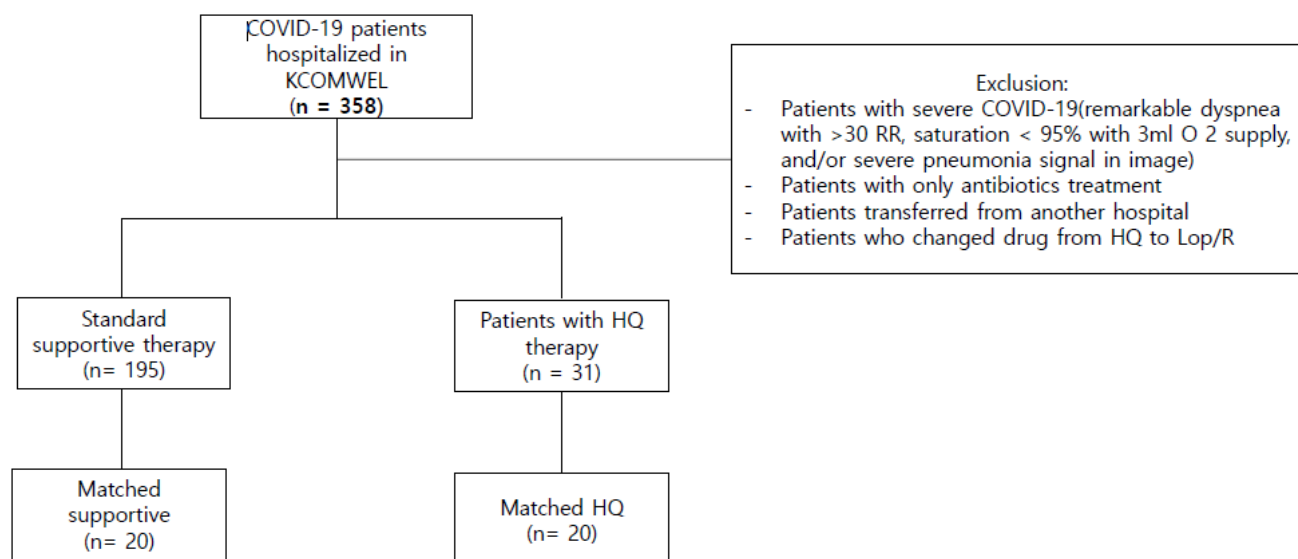 COVID-19 patients
hospitalized in
KCOMWEL
(n = 358)
Exclusion:
- Patients with severe COVID-19(remarkable dyspnea
with >30 RR, saturation < 95% with 3ml O 2 supply,
and/or severe pneumonia signal in image)
- Patients with only antibiotics treatment
- Patients transferred from another hospital
- Patients who changed drug from HQ to Lop/R
Standard
supportive therapy
(n= 195)
Patients with HQ
therapy
(n = 31)
Matched
supportive
(n= 20)
Matched HQ
(n= 20)